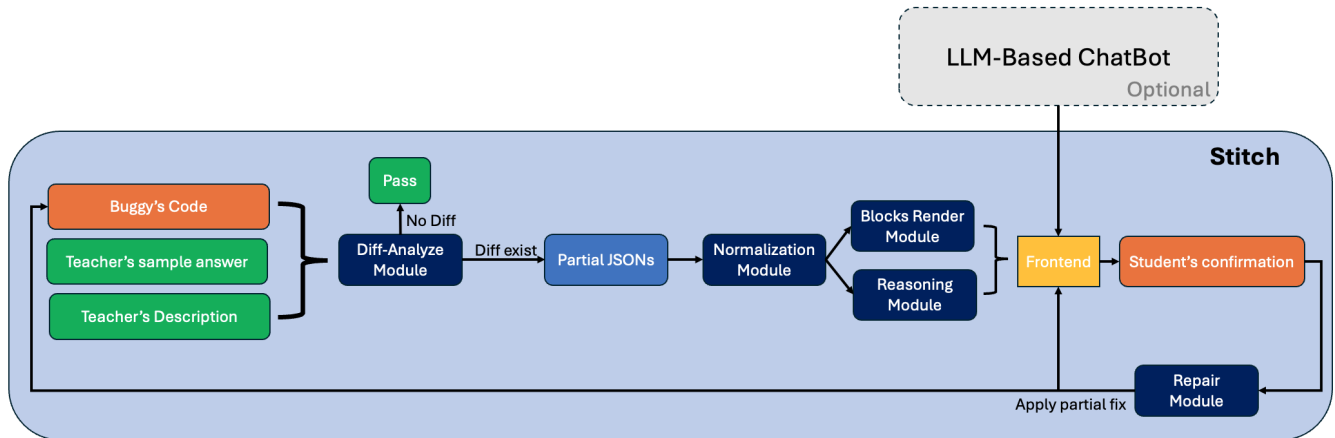 LLM-Based ChatBot
Optional
Stitch
Pass
Buggy's Code
No Diff
Blocks Render
Module
Diff-Analyze
Module
Diff exist
Partial JSONs
Normalization
Module
Teacher's sample answer
Frontend
Student's confirmation
Reasoning
Module
Teacher's Description
Repair
Module
Apply partial fix